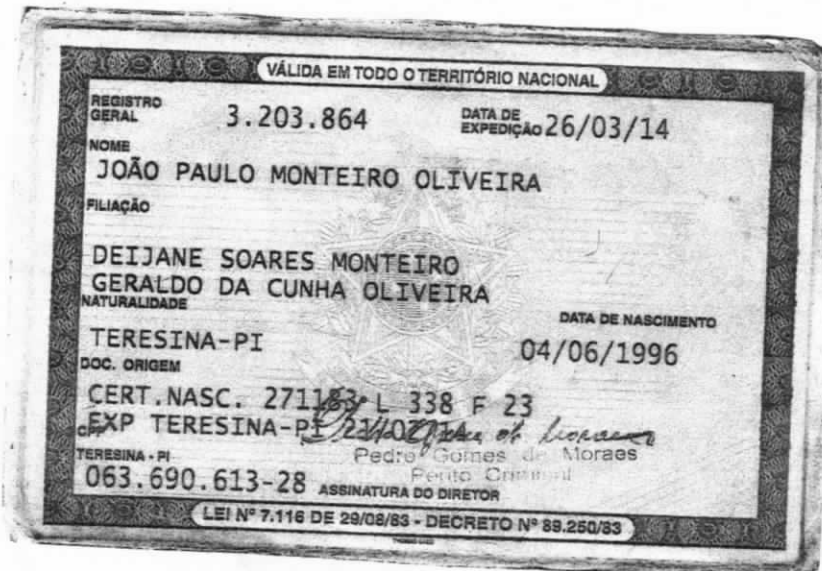 VÁLIDA EM TODO O TERRITÓRIO NACIONAL
REGISTRO GERAL 3.203.864 DATA DE EXPEDIÇÃO 26/03/14
NOME
JOÃO PAULO MONTEIRO OLIVEIRA
FILIAÇÃO
DEIJANE SOARES MONTEIRO
GERALDO DA CUNHA OLIVEIRA
NATURALIDADE DATA DE NASCIMENTO
TERESINA-PI 04/06/1996
DOC. ORIGEM
CERT.NASC. 271183 L 338 F 23
EXP TERESINA-PI
CPF
TERESINA - PI Pedro Gomes de Moraes
Perito Criminal
063.690.613-28 ASSINATURA DO DIRETOR
LEI Nº 7.116 DE 29/08/83 - DECRETO Nº 89.250/83